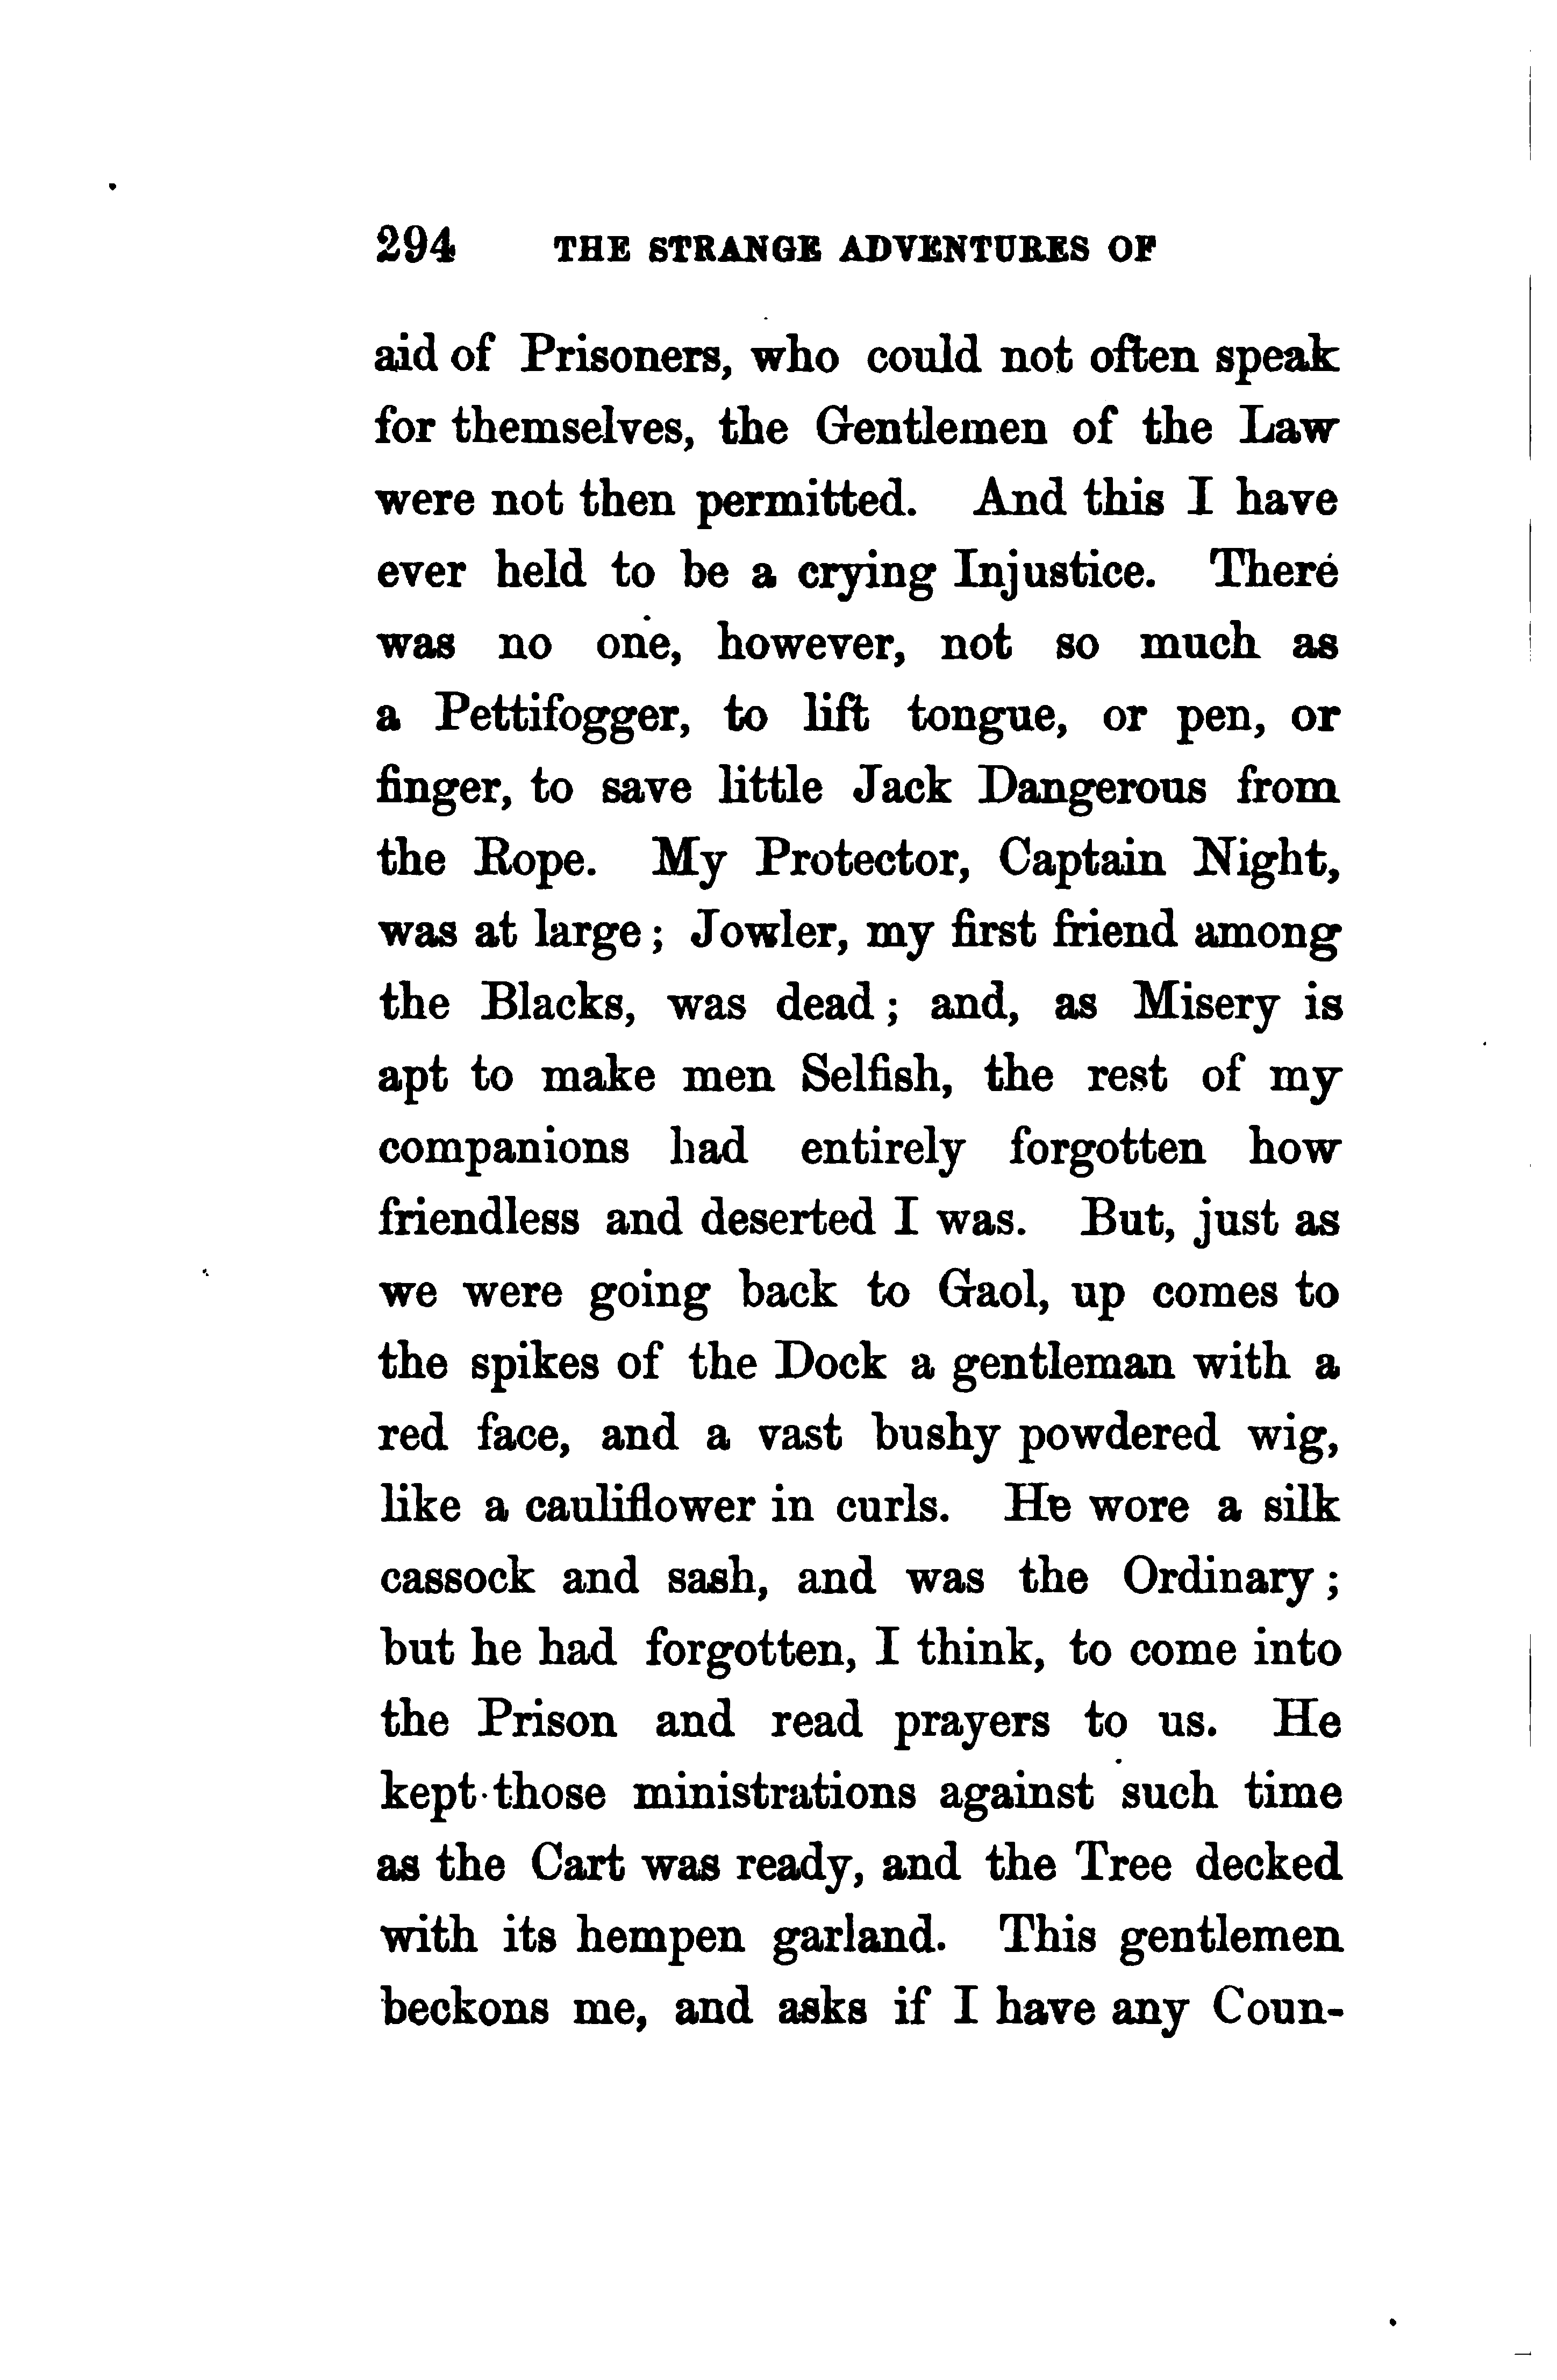 294 THE STRANGE ADVENTURES OF
aid of Prisoners, who could not often speak
for themselves, the Gentlemen of the Law
were not then permitted. And this I have
ever held to be a crying Injustice. There
was no one, however, not so much as
a Pettifogger, to lift tongue, or pen, or
finger, to save little Jack Dangerous from
the Rope. My Protector, Captain Night,
was at large; Jowler, my first friend among
the Blacks, was dead; and, as Misery is
apt to make men Selfish, the rest of my
companions had entirely forgotten how
friendless and deserted I was. But, just as
we were going back to Gaol, up comes to
the spikes of the Dock a gentleman with a
red face, and a vast bushy powdered wig,
like a cauliflower in curls. He wore a silk
cassock and sash, and was the Ordinary;
but he had forgotten, I think, to come into
the Prison and read prayers to us. He
kept those ministrations against such time
as the Cart was ready, and the Tree decked
with its hempen garland. This gentlemen
beckons me, and asks if I have any Coun-